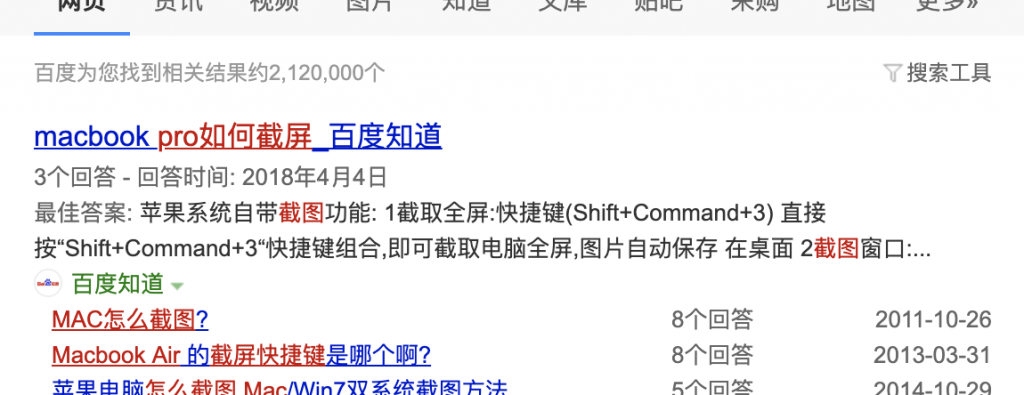 网页 资讯 视频 图片 知道 文库 贴吧 采购 地图 更多»
百度为您找到相关结果约2,120,000个 搜索工具
macbook pro如何截屏_百度知道
3个回答 - 回答时间: 2018年4月4日
最佳答案: 苹果系统自带截图功能: 1截取全屏:快捷键(Shift+Command+3) 直接
按“Shift+Command+3“快捷键组合,即可截取电脑全屏,图片自动保存 在桌面 2截图窗口:...
百度知道
MAC怎么截图? 8个回答 2011-10-26
Macbook Air 的截屏快捷键是哪个啊? 8个回答 2013-03-31
苹果电脑怎么截图 Mac/Win7双系统截图方法 5个回答 2014-10-29